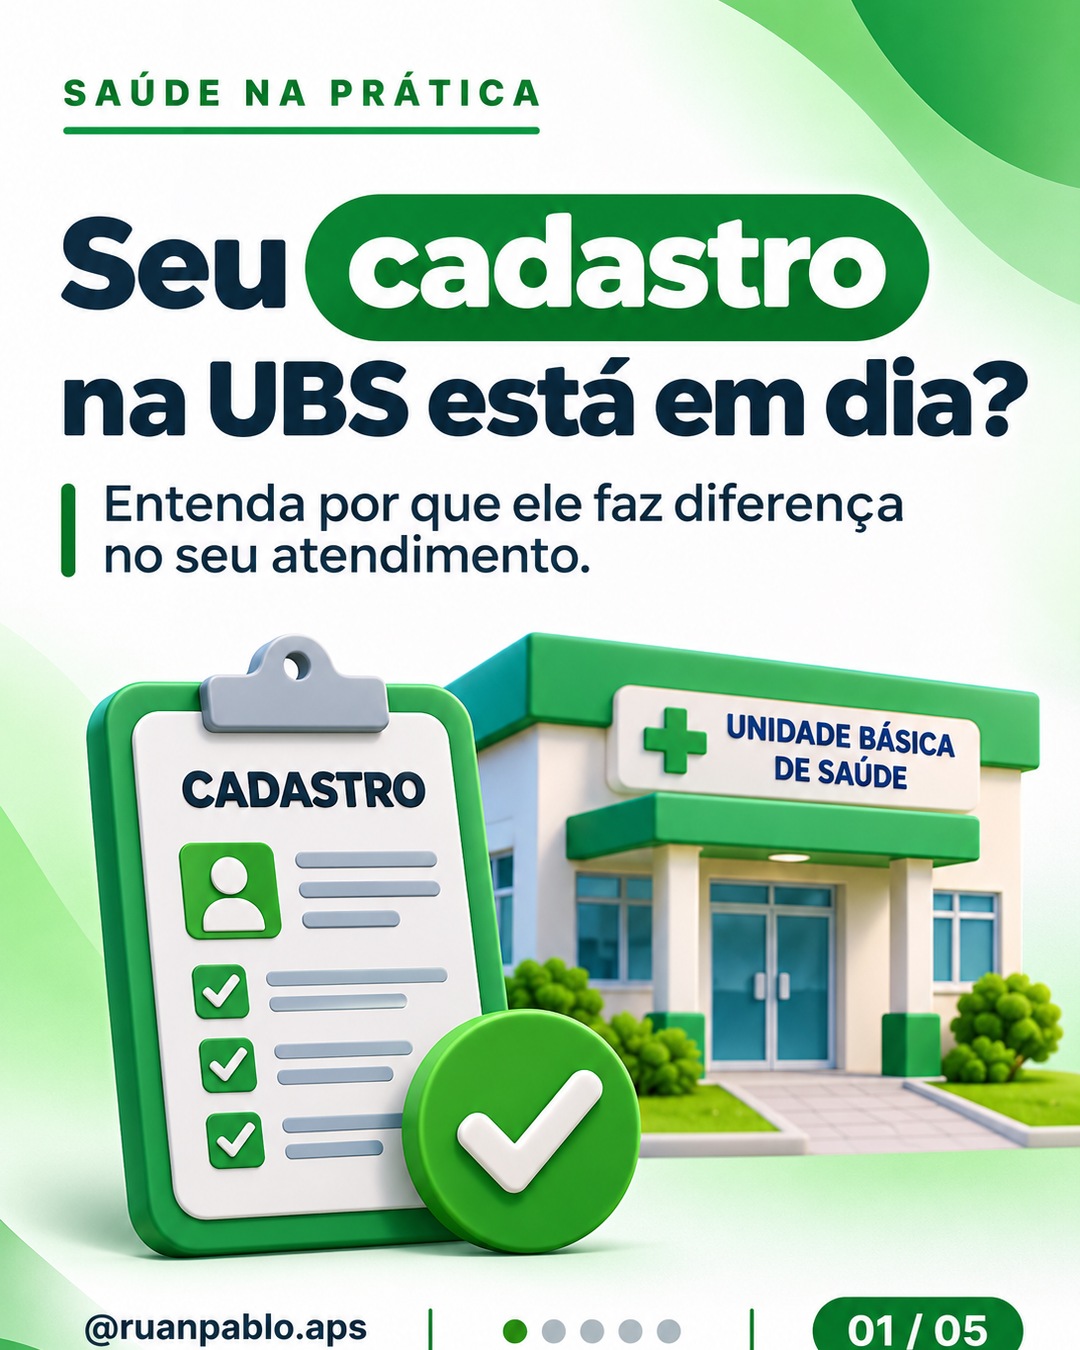 SAÚDE NA PRÁTICA
Seu cadastro
na UBS está em dia?
Entenda por que ele faz diferença
no seu atendimento.
UNIDADE BÁSICA
DE SAÚDE
CADASTRO
@ruanpablo.aps
01 / 05